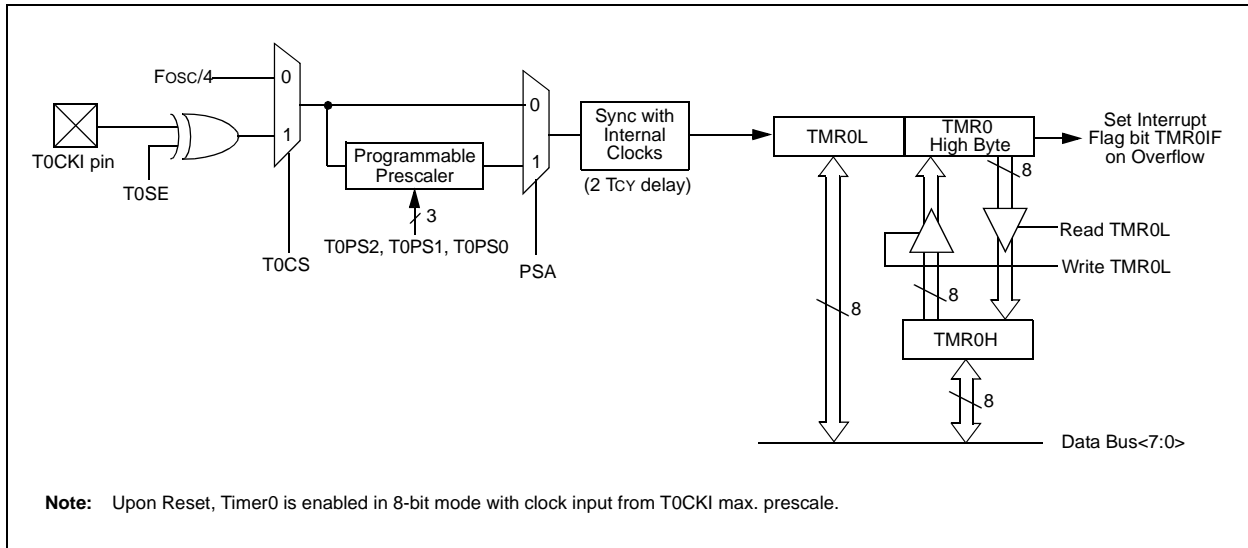 Fosc/4
0
1
T0CKI pin
T0SE
T0CS
Programmable
Prescaler
3
T0PS2, T0PS1, T0PS0
0
1
PSA
Sync with
Internal
Clocks
(2 TCY delay)
TMR0L
TMR0
High Byte
Set Interrupt
Flag bit TMR0IF
on Overflow
8
Read TMR0L
Write TMR0L
8
8
TMR0H
8
Data Bus<7:0>
Note: Upon Reset, Timer0 is enabled in 8-bit mode with clock input from T0CKI max. prescale.